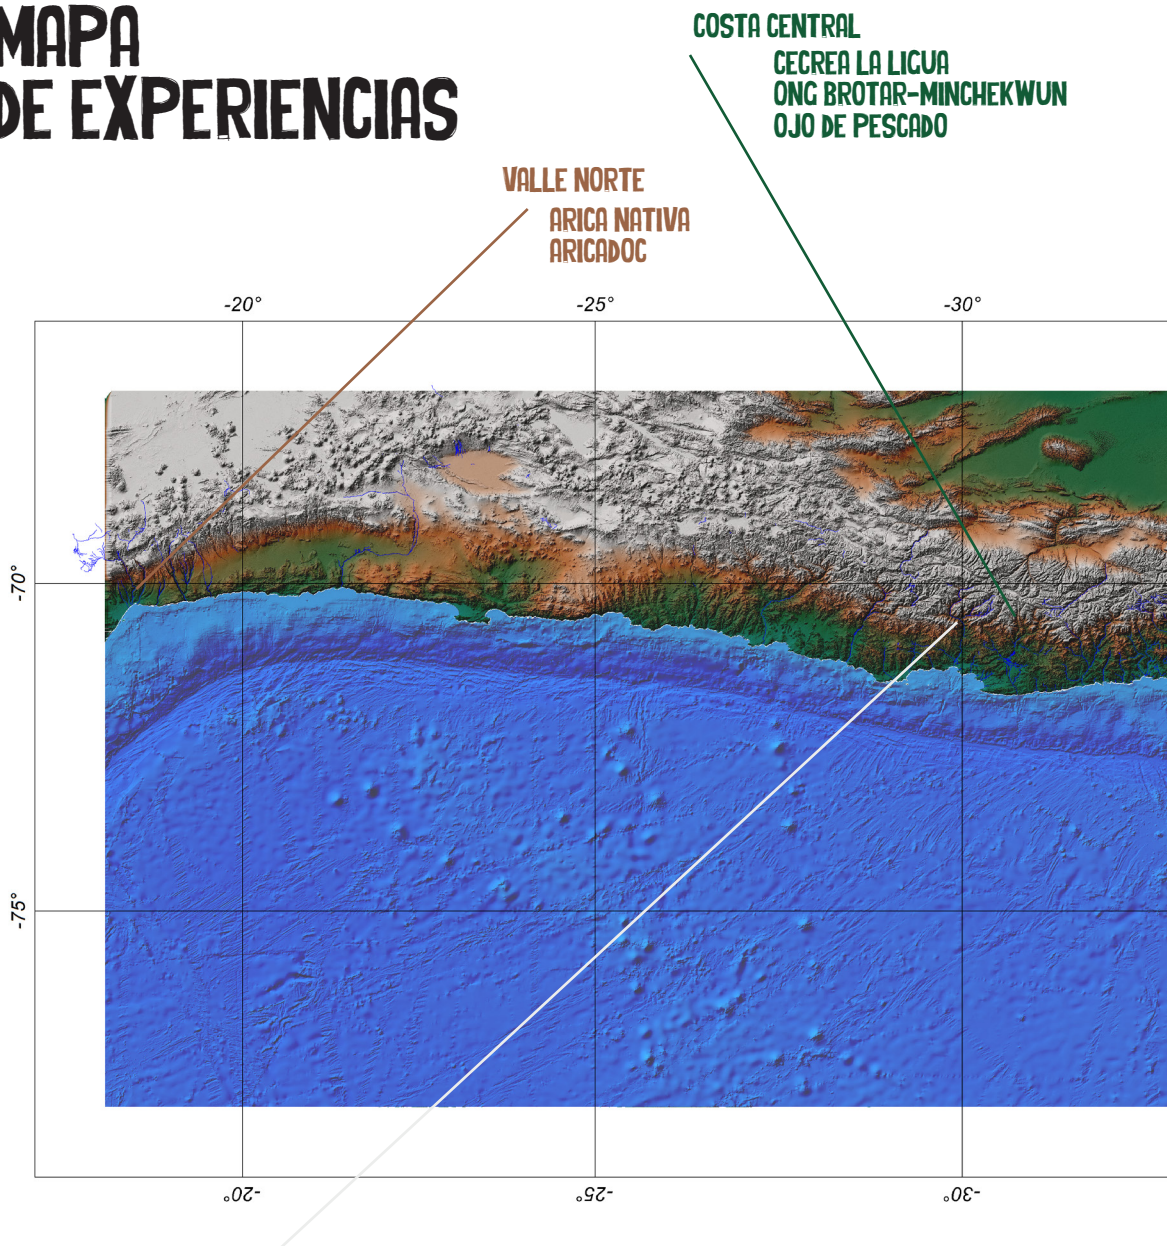 MAPA
DE EXPERIENCIAS
COSTA CENTRAL
CECREA LA LIGUA
ONG BROTAR-MINCHEKWUN
OJO DE PESCADO
VALLE NORTE
ARICA NATIVA
ARICADOC
-20° -25° -30°
-70°
-75°
-20° -25° -30°